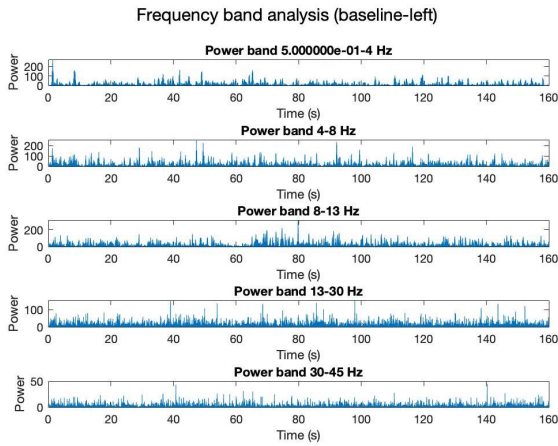 Frequency band analysis (baseline-left)
Power band 5.000000e-01-4 Hz
Power
200
100
0
0 20 40 60 80 100 120 140 160
Time (s)
Power band 4-8 Hz
Power
200
100
0
0 20 40 60 80 100 120 140 160
Time (s)
Power band 8-13 Hz
Power
200
0
0 20 40 60 80 100 120 140 160
Time (s)
Power band 13-30 Hz
Power
100
0
0 20 40 60 80 100 120 140 160
Time (s)
Power band 30-45 Hz
Power
50
0
0 20 40 60 80 100 120 140 160
Time (s)